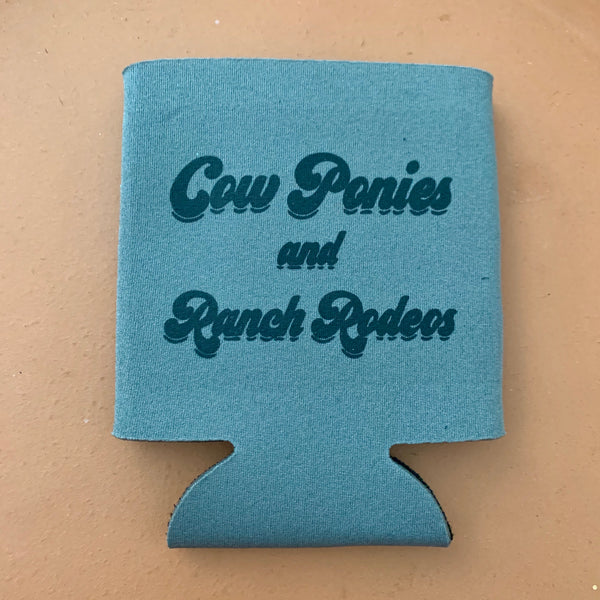 Cow Ponies
and
Ranch Rodeos